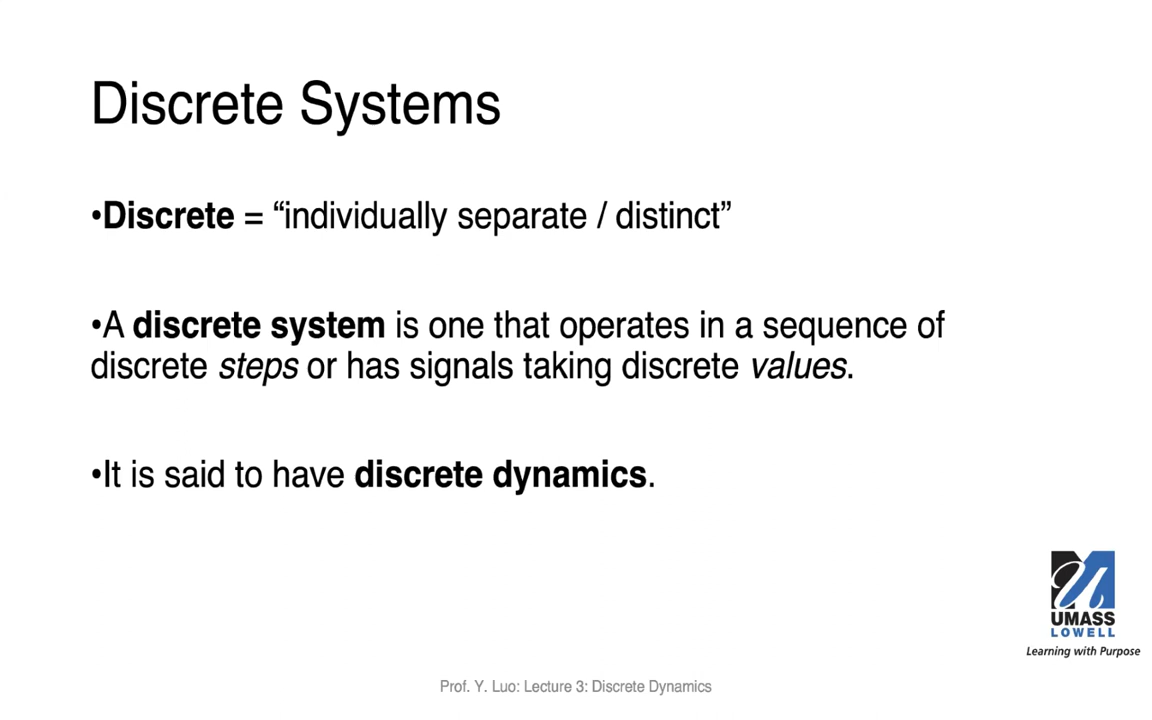 Discrete Systems
•Discrete = “individually separate / distinct”
•A discrete system is one that operates in a sequence of
discrete steps or has signals taking discrete values.
•It is said to have discrete dynamics.
UMASS
LOWELL
Learning with Purpose
Prof. Y. Luo: Lecture 3: Discrete Dynamics